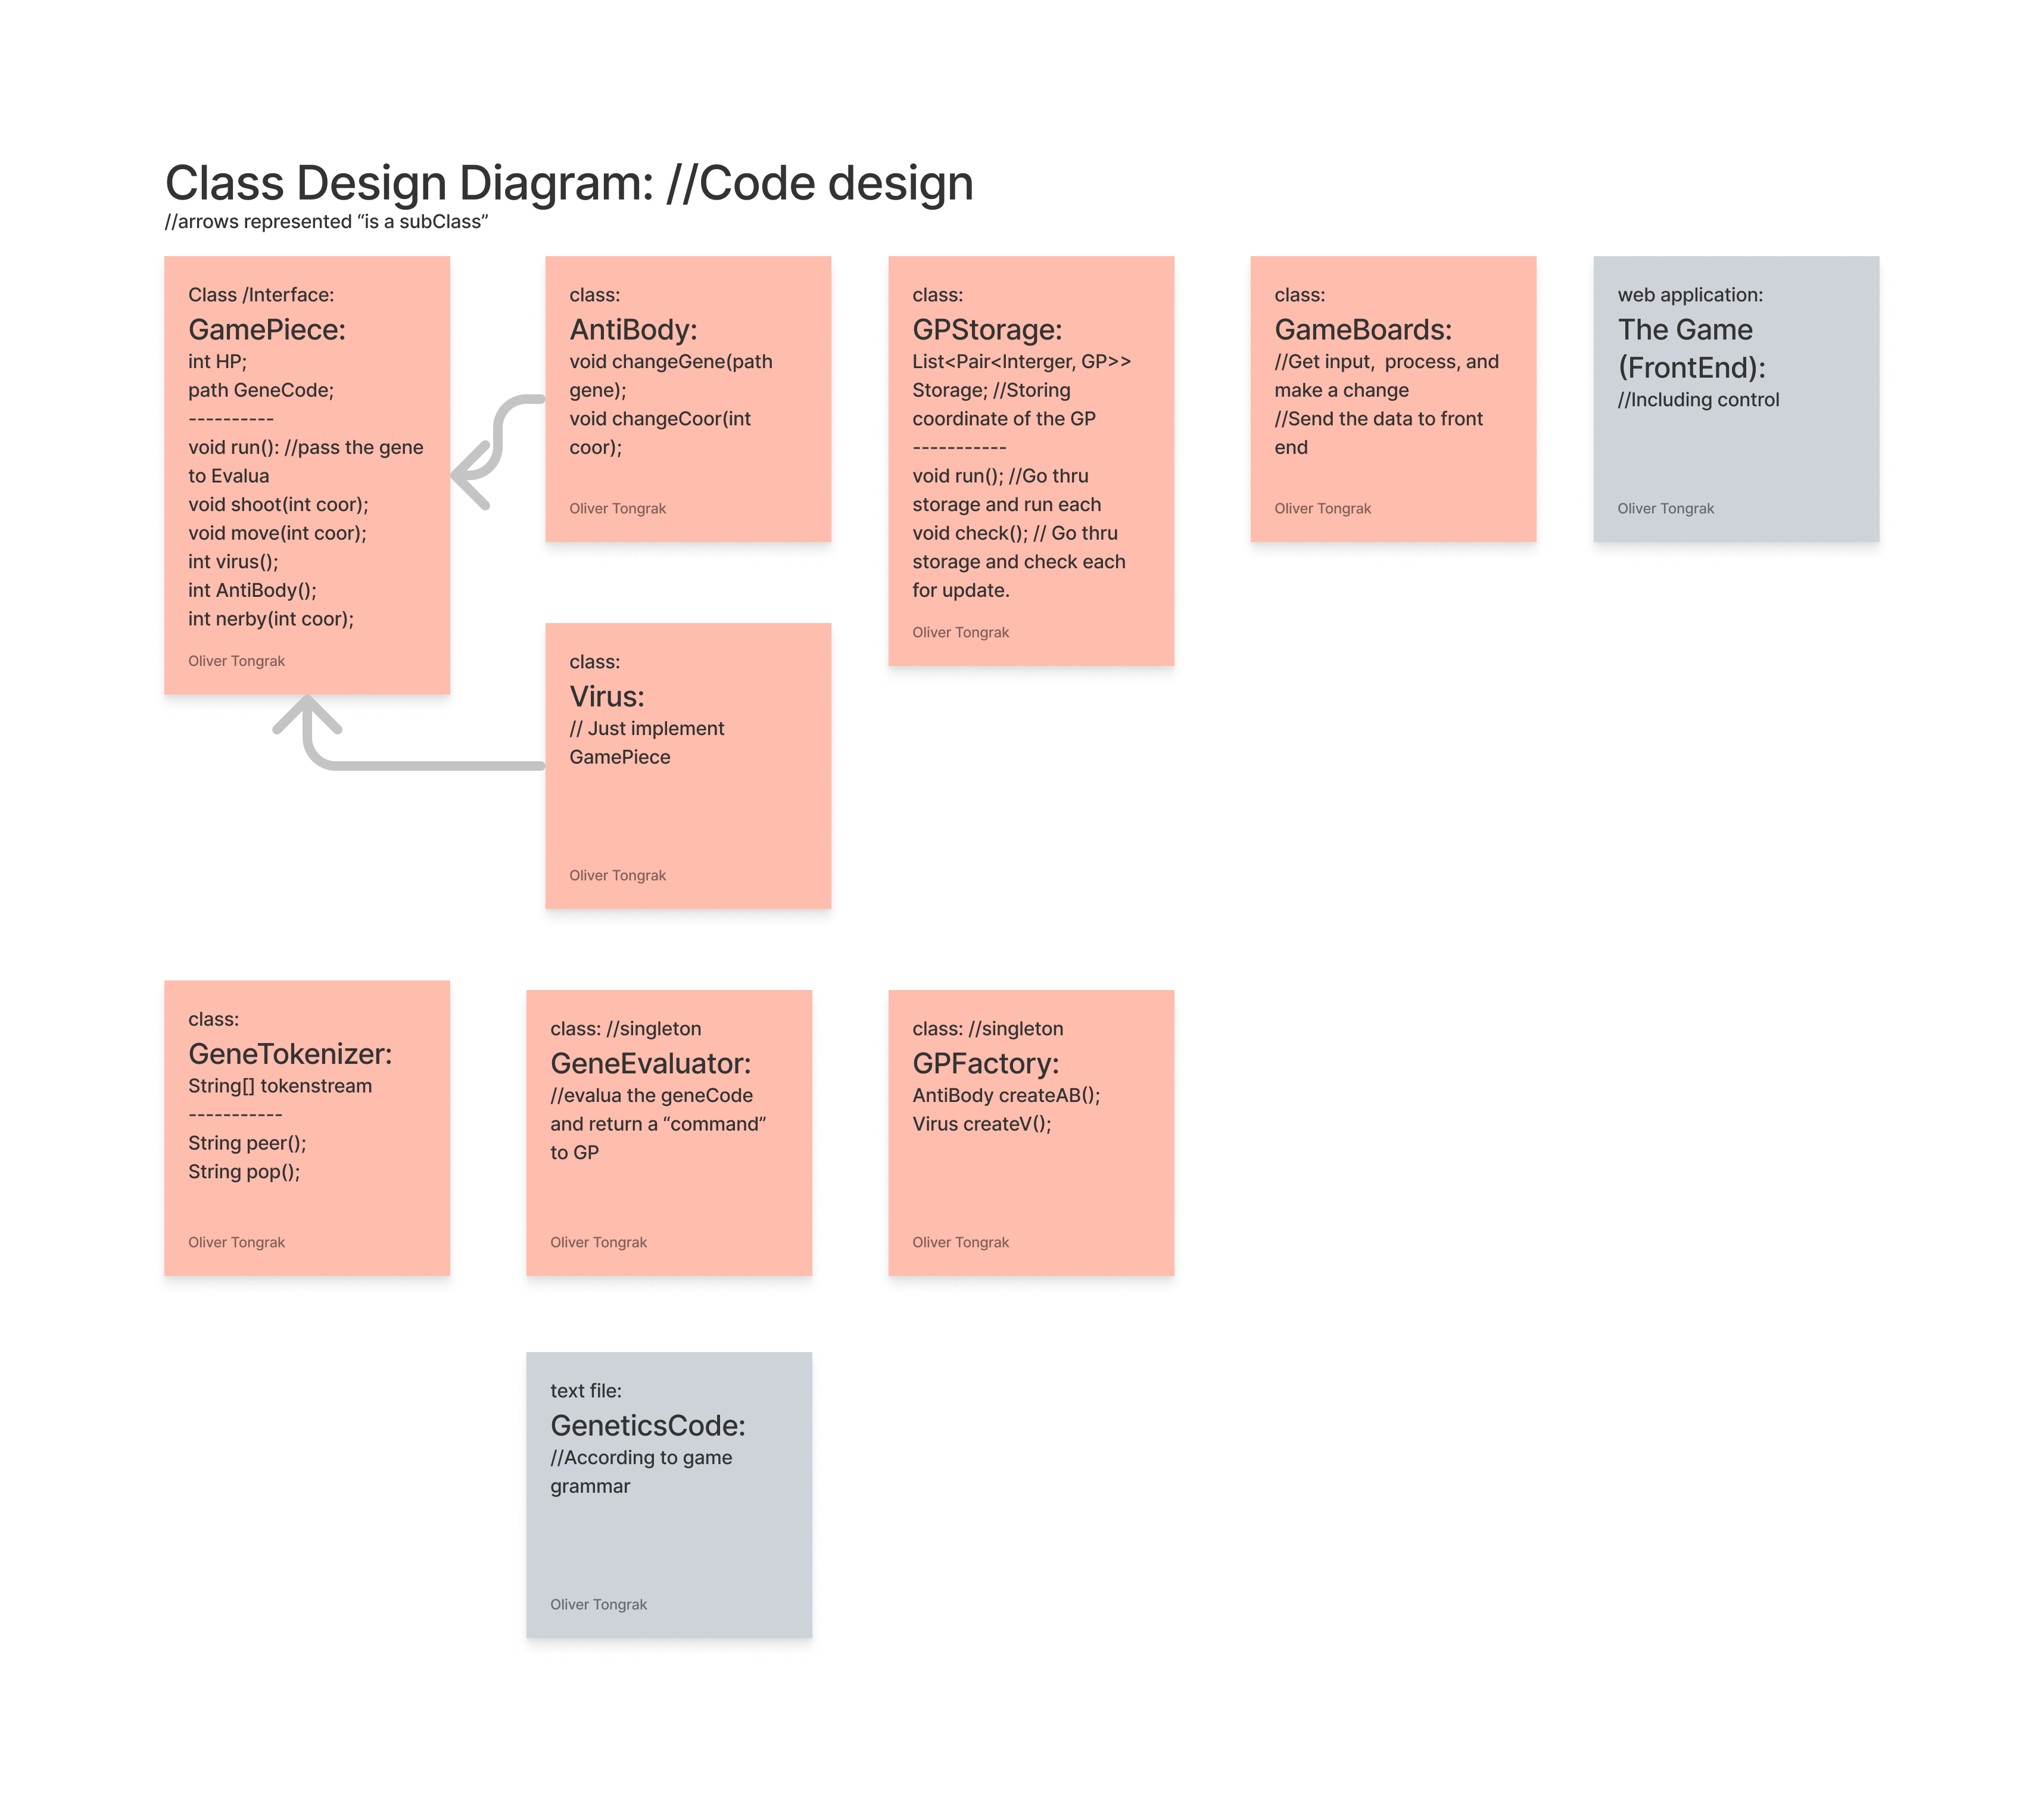 Class Design Diagram: //Code design
//arrows represented “is a subClass”
Class /Interface:
GamePiece:
int HP;
path GeneCode;
----------
void run(): //pass the gene
to Evalua
void shoot(int coor);
void move(int coor);
int virus();
int AntiBody();
int nerby(int coor);
Oliver Tongrak
class:
AntiBody:
void changeGene(path
gene);
void changeCoor(int
coor);
Oliver Tongrak
class:
GPStorage:
List<Pair<Interger, GP>>
Storage; //Storing
coordinate of the GP
-----------
void run(); //Go thru
storage and run each
void check(); // Go thru
storage and check each
for update.
Oliver Tongrak
class:
GameBoards:
//Get input,  process, and
make a change
//Send the data to front
end
Oliver Tongrak
web application:
The Game
(FrontEnd):
//Including control
Oliver Tongrak
class:
Virus:
// Just implement
GamePiece
Oliver Tongrak
class:
GeneTokenizer:
String[] tokenstream
-----------
String peer();
String pop();
Oliver Tongrak
class: //singleton
GeneEvaluator:
//evalua the geneCode
and return a “command”
to GP
Oliver Tongrak
class: //singleton
GPFactory:
AntiBody createAB();
Virus createV();
Oliver Tongrak
text file:
GeneticsCode:
//According to game
grammar
Oliver Tongrak